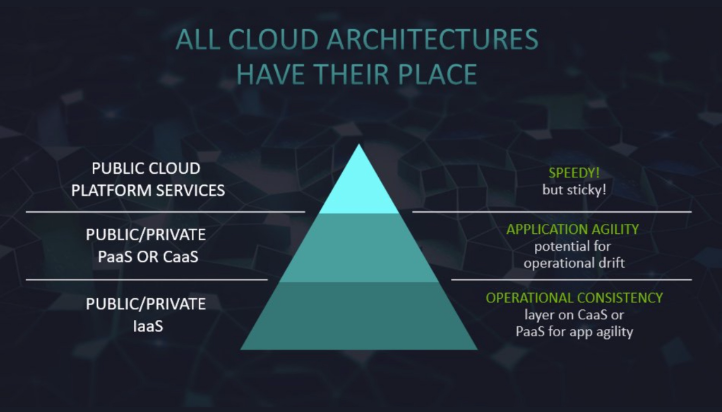 ALL CLOUD ARCHITECTURES
HAVE THEIR PLACE
PUBLIC CLOUD
PLATFORM SERVICES
SPEEDY!
but sticky!
PUBLIC/PRIVATE
PaaS OR CaaS
APPLICATION AGILITY
potential for
operational drift
PUBLIC/PRIVATE
IaaS
OPERATIONAL CONSISTENCY
layer on CaaS or
PaaS for app agility